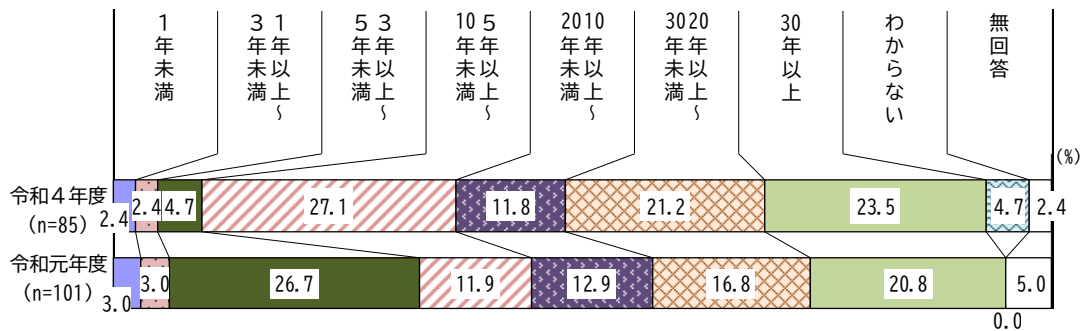 1年未満
1年以上~3年未満
3年以上~5年未満
5年以上~10年未満
10年以上~20年未満
20年以上~30年未満
30年以上
わからない
無回答
(%)
令和4年度
(n=85)
2.4
2.4
4.7
27.1
11.8
21.2
23.5
4.7
2.4
令和元年度
(n=101)
3.0
3.0
26.7
11.9
12.9
16.8
20.8
0.0
5.0